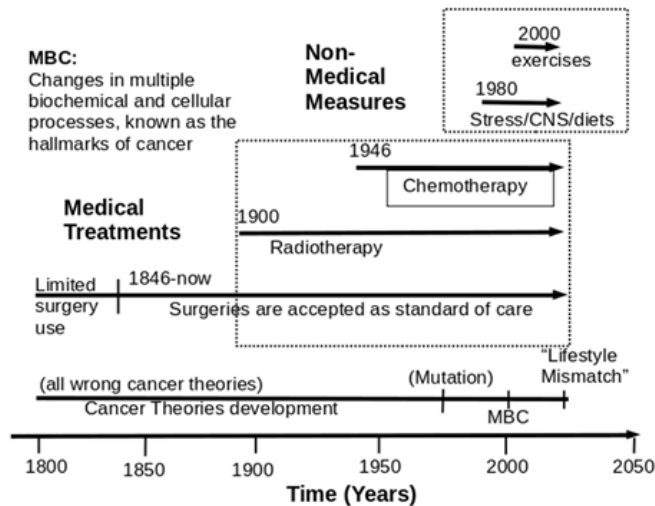 MBC:
Changes in multiple
biochemical and cellular
processes, known as the
hallmarks of cancer
Non-
Medical
Measures
2000
exercises
1980
Stress/CNS/diets
Medical
Treatments
1946
Chemotherapy
1900
Radiotherapy
Limited
surgery
use
1846-now
Surgeries are accepted as standard of care
(all wrong cancer theories)
Cancer Theories development
(Mutation)
MBC
“Lifestyle
Mismatch”
1800 1850 1900 1950 2000 2050
Time (Years)